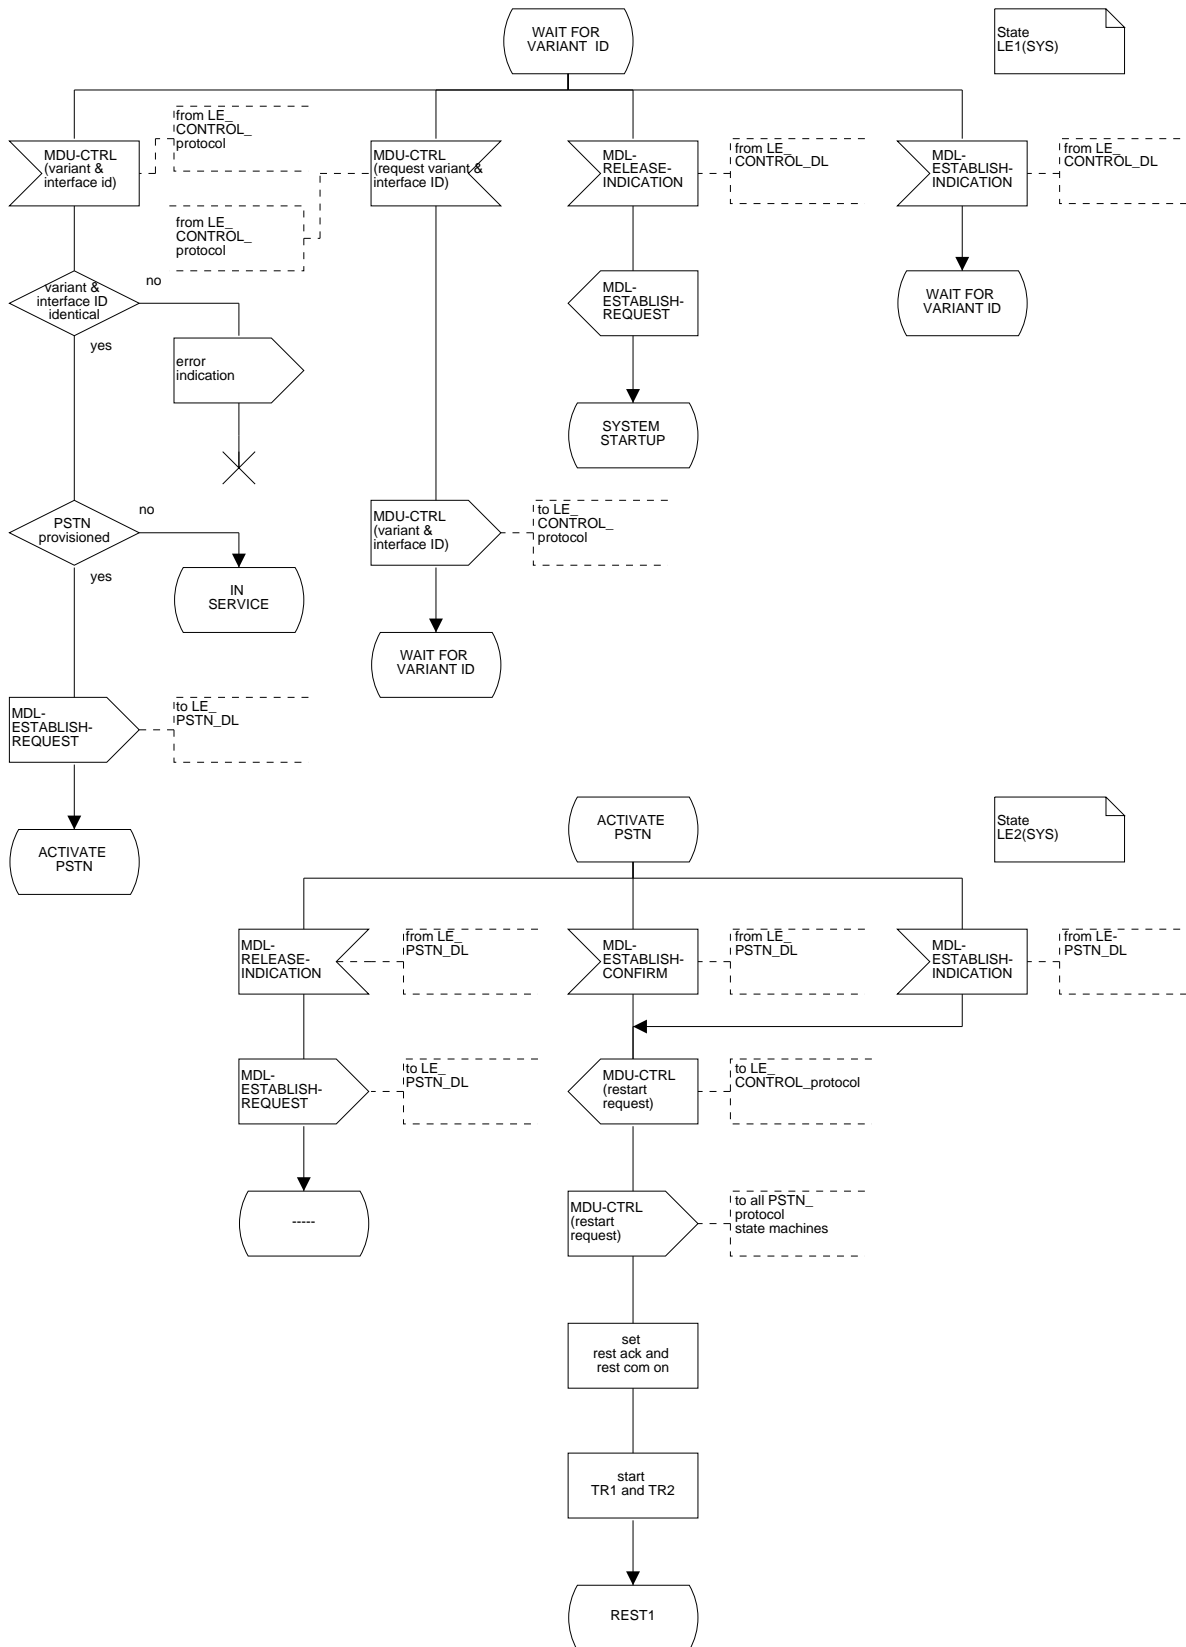 WAIT FOR
VARIANT ID
State
LE1(SYS)
MDU-CTRL
(variant &
interface id)
from LE_
CONTROL_
protocol
MDU-CTRL
(request variant &
interface ID)
from LE_
CONTROL_
protocol
MDL-
RELEASE-
INDICATION
from LE_
CONTROL_DL
MDL-
ESTABLISH-
INDICATION
from LE_
CONTROL_DL
variant &
interface ID
identical
no
yes
error
indication
MDL-
ESTABLISH-
REQUEST
WAIT FOR
VARIANT ID
SYSTEM
STARTUP
PSTN
provisioned
no
yes
IN
SERVICE
MDU-CTRL
(variant &
interface ID)
to LE_
CONTROL_
protocol
WAIT FOR
VARIANT ID
MDL-
ESTABLISH-
REQUEST
to LE_
PSTN_DL
ACTIVATE
PSTN
ACTIVATE
PSTN
State
LE2(SYS)
MDL-
RELEASE-
INDICATION
from LE_
PSTN_DL
MDL-
ESTABLISH-
CONFIRM
from LE_
PSTN_DL
MDL-
ESTABLISH-
INDICATION
from LE-
PSTN_DL
MDL-
ESTABLISH-
REQUEST
to LE_
PSTN_DL
MDU-CTRL
(restart
request)
to LE_
CONTROL_protocol
-----
MDU-CTRL
(restart
request)
to all PSTN_
protocol
state machines
set
rest ack and
rest com on
start
TR1 and TR2
REST1